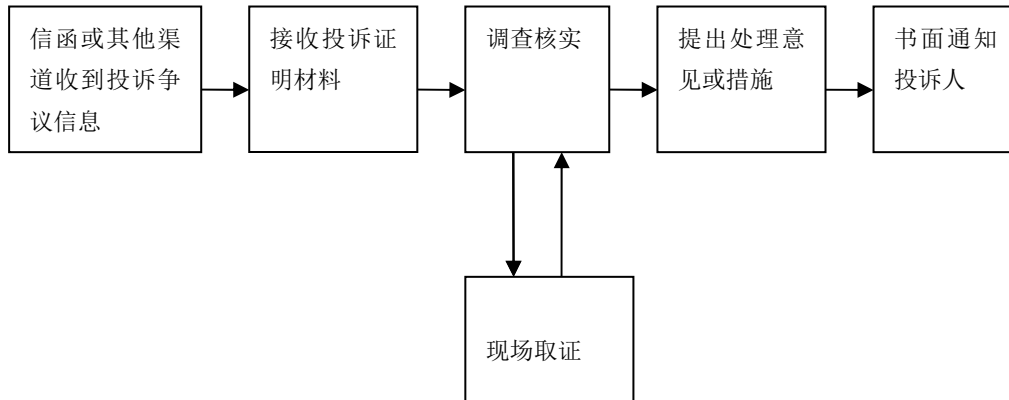 信函或其他渠
道收到投诉争
议信息
接收投诉证
明材料
调查核实
提出处理意
见或措施
书面通知
投诉人
现场取证